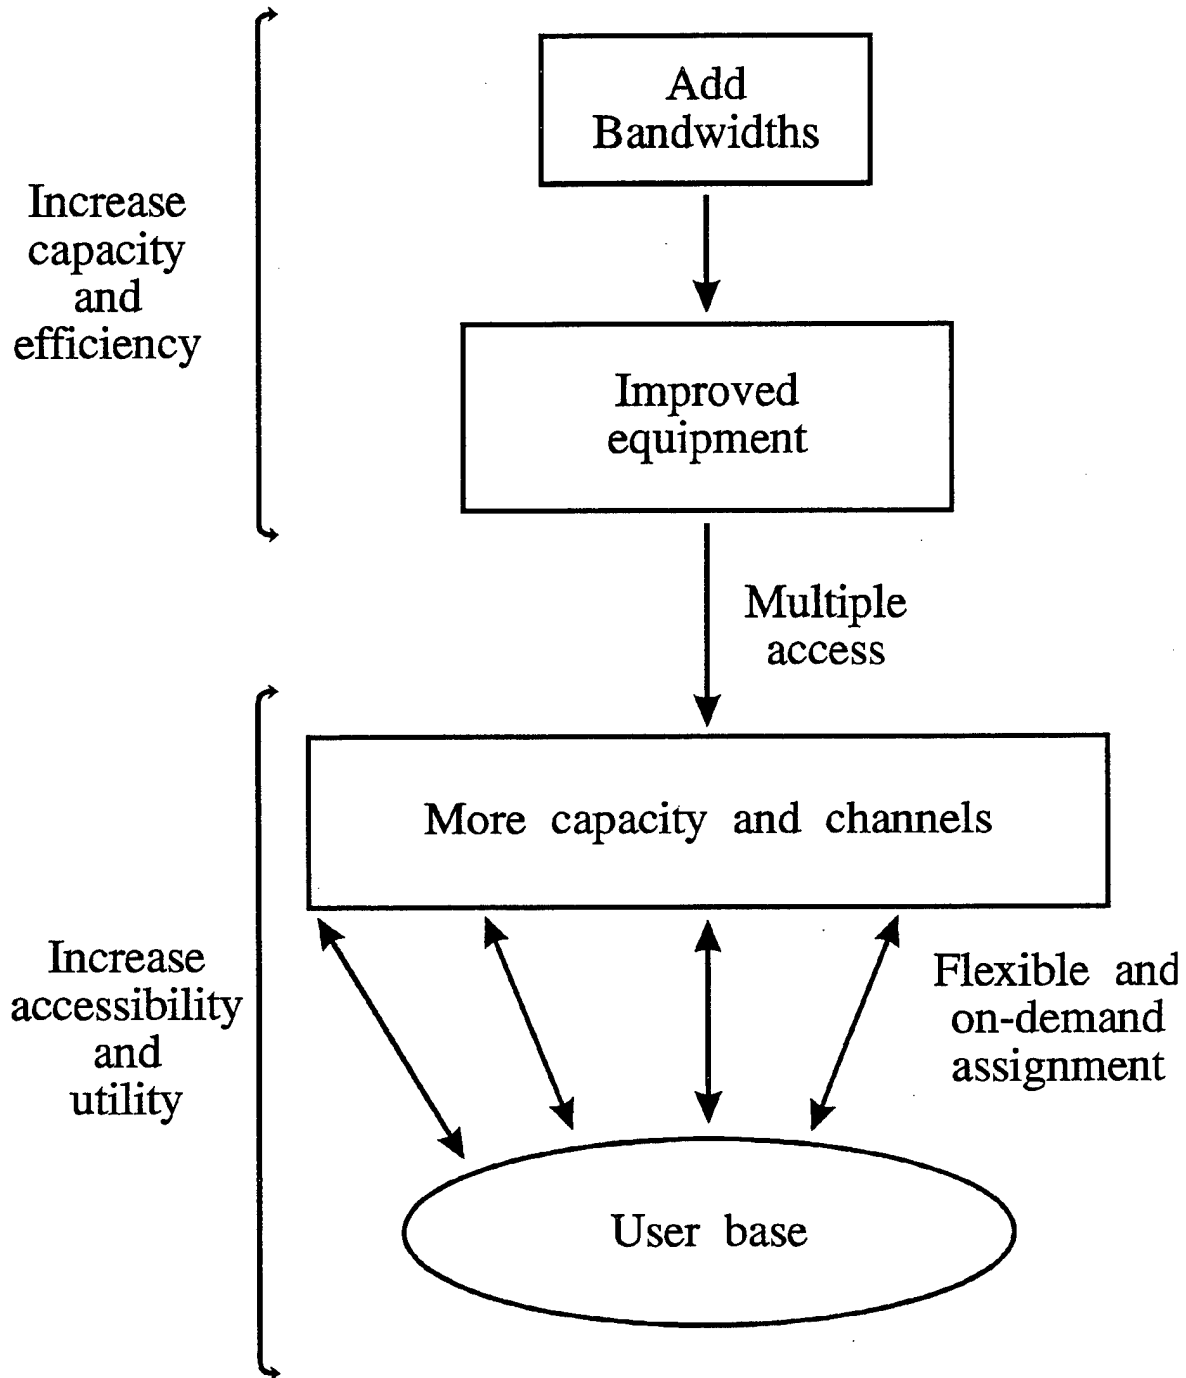 Add
Bandwidths
Increase
capacity
and
efficiency
Improved
equipment
Multiple
access
More capacity and channels
Increase
accessibility
and
utility
Flexible and
on-demand
assignment
User base